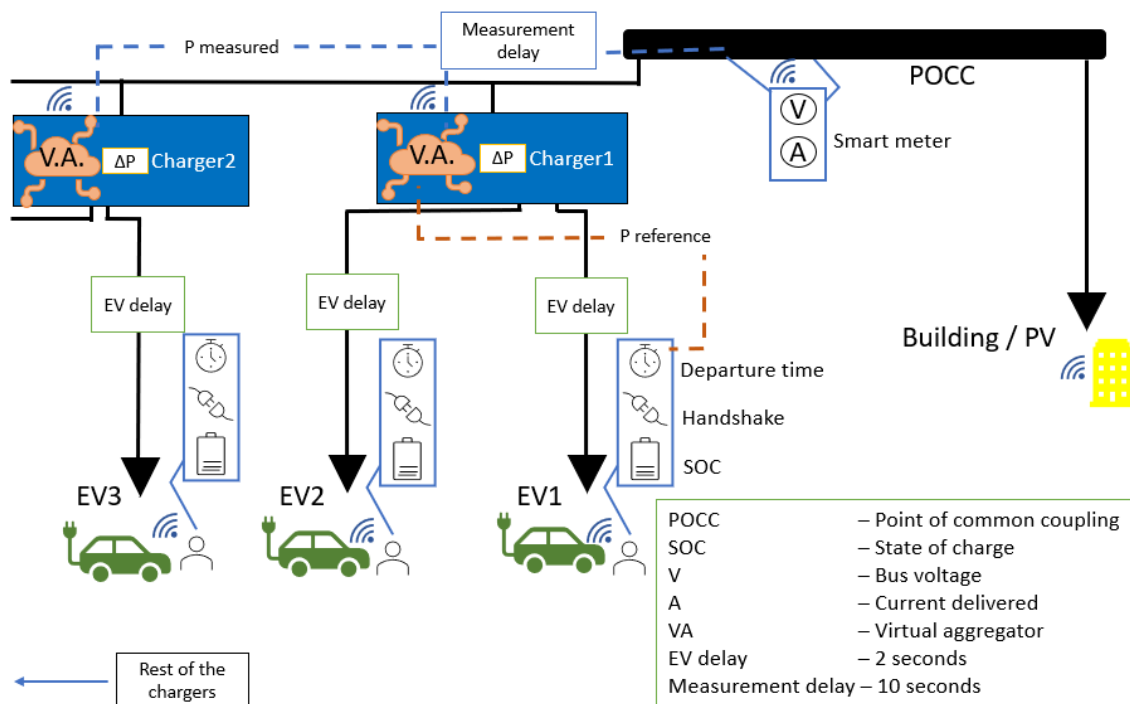 P measured
Measurement
delay
POCC
V
A
Smart meter
V.A.
ΔP
Charger2
V.A.
ΔP
Charger1
P reference
EV delay
EV delay
EV delay
Building / PV
Departure time
Handshake
SOC
EV3
EV2
EV1
POCC – Point of common coupling
SOC – State of charge
V – Bus voltage
A – Current delivered
VA – Virtual aggregator
EV delay – 2 seconds
Measurement delay – 10 seconds
Rest of the
chargers